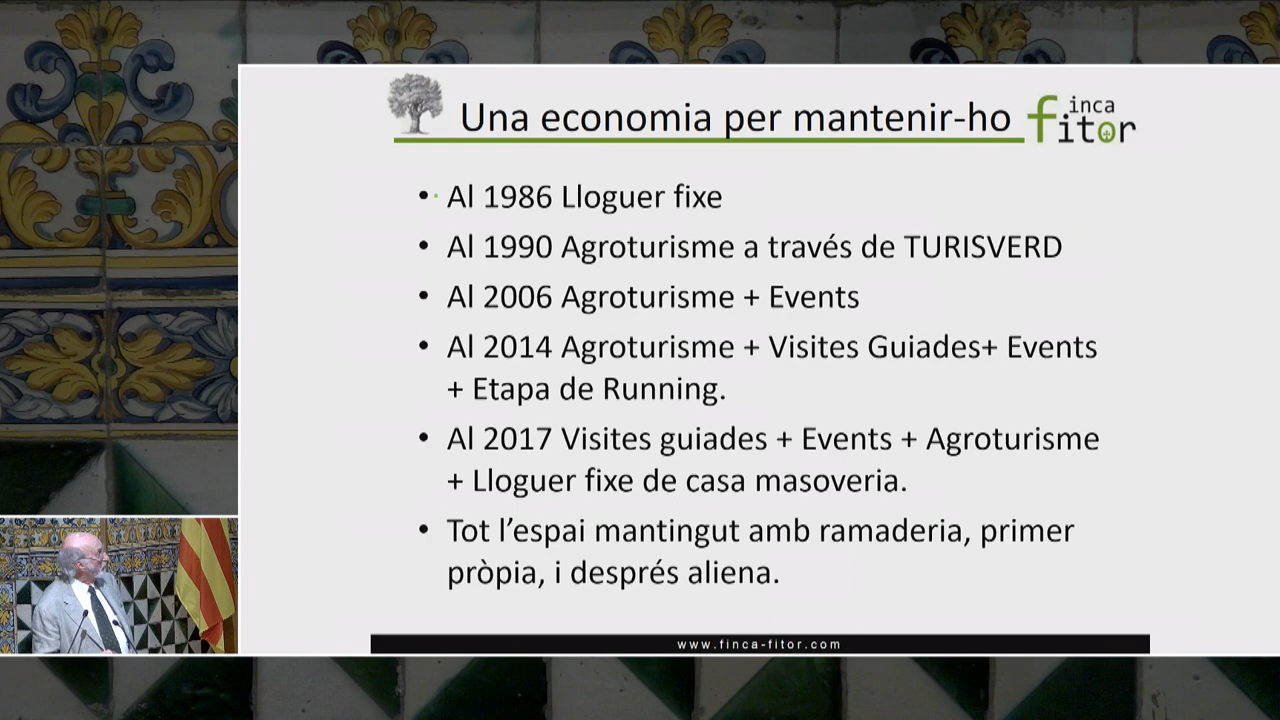 Una economia per mantenir-ho
finca
fitor
• Al 1986 Lloguer fixe
• Al 1990 Agroturisme a través de TURISVERD
• Al 2006 Agroturisme + Events
• Al 2014 Agroturisme + Visites Guiades+ Events
+ Etapa de Running.
• Al 2017 Visites guiades + Events + Agroturisme
+ Lloguer fixe de casa masoveria.
• Tot l'espai mantingut amb ramaderia, primer
pròpia, i després aliena.
www.finca-fitor.com